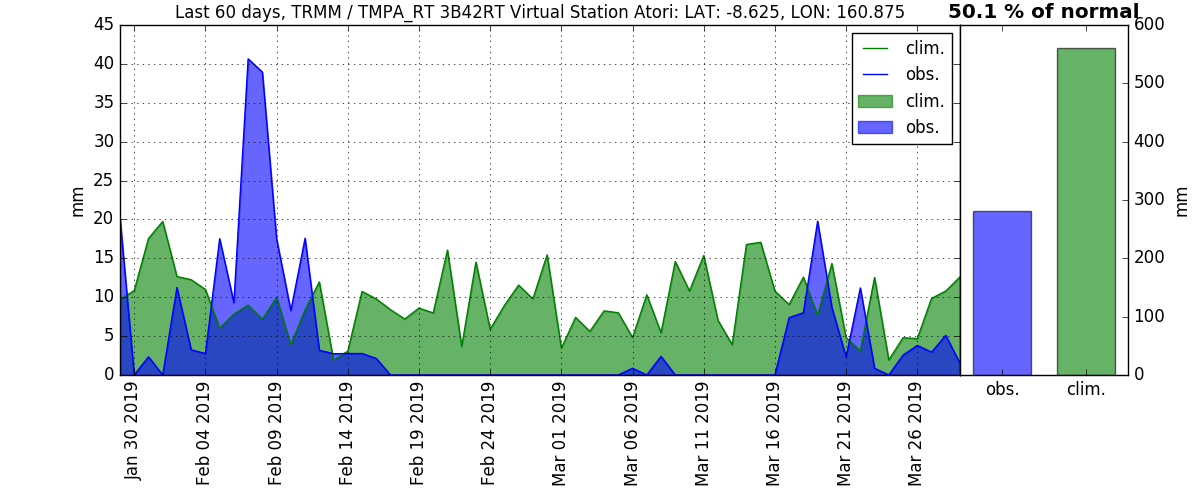 Last 60 days, TRMM / TMPA_RT 3B42RT Virtual Station Atori: LAT: -8.625, LON: 160.875
50.1 % of normal
45
40
35
30
25
20
15
10
5
0
mm
clim.
obs.
clim.
obs.
Jan 30 2019
Feb 04 2019
Feb 09 2019
Feb 14 2019
Feb 19 2019
Feb 24 2019
Mar 01 2019
Mar 06 2019
Mar 11 2019
Mar 16 2019
Mar 21 2019
Mar 26 2019
600
500
400
300
200
100
0
mm
obs.
clim.